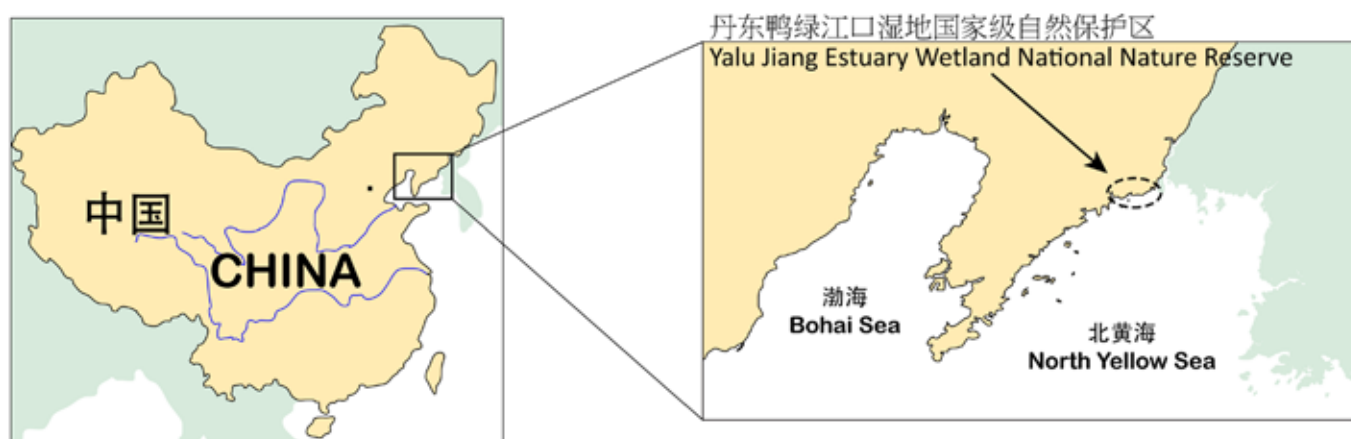 中国
CHINA
丹东鸭绿江口湿地国家级自然保护区
Yalu Jiang Estuary Wetland National Nature Reserve
渤海
Bohai Sea
北黄海
North Yellow Sea